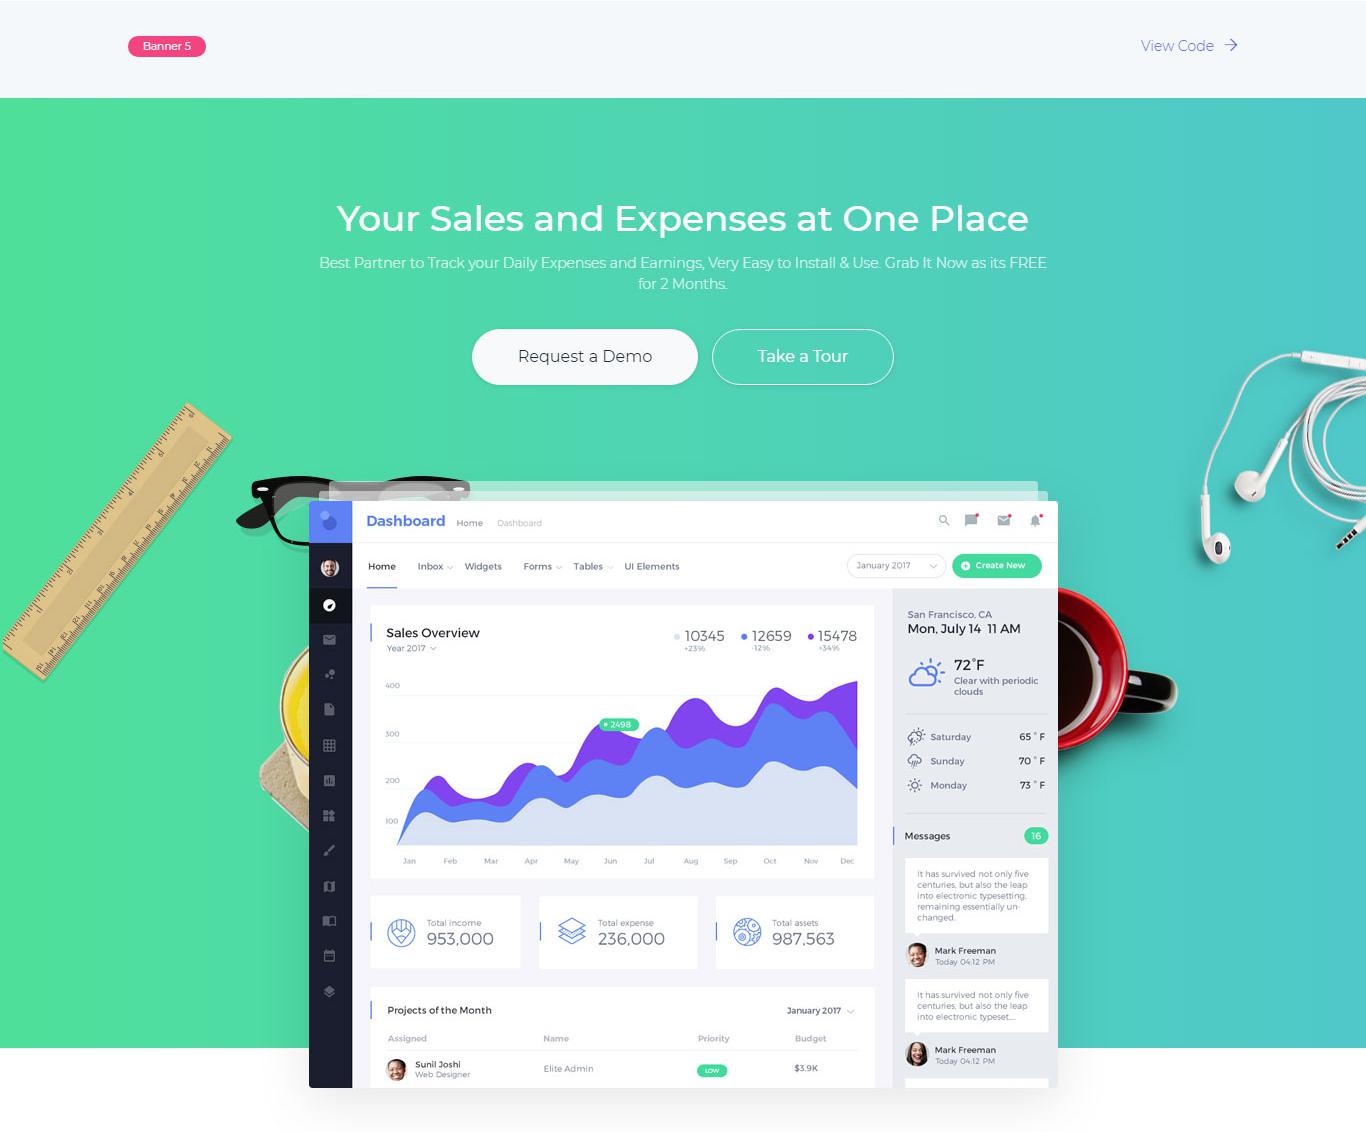 Banner 5
View Code
Your Sales and Expenses at One Place
Best Partner to Track your Daily Expenses and Earnings, Very Easy to Install & Use. Grab It Now as its FREE
for 2 Months.
Request a Demo
Take a Tour
Dashboard
Home
Dashboard
Home
Inbox
Widgets
Forms
Tables
UI Elements
January 2017
Create New
Sales Overview
Year 2017
10345
+23%
12659
-12%
15478
+34%
400
300
200
100
2498
Jan
Feb
Mar
Apr
May
Jun
Jul
Aug
Sep
Oct
Nov
Dec
Total income
953,000
Total expense
236,000
Total assets
987,563
Projects of the Month
January 2017
Assigned
Name
Priority
Budget
Sunil Joshi
Web Designer
Elite Admin
LOW
$3.9K
San Francisco, CA
Mon, July 14 11 AM
72°F
Clear with periodic
clouds
Saturday
65 ° F
Sunday
70 ° F
Monday
73 ° F
Messages
16
It has survived not only five
centuries, but also the leap
into electronic typesetting,
remaining essentially un-
changed.
Mark Freeman
Today 04:12 PM
It has survived not only five
centuries, but also the leap
into electronic typeset...
Mark Freeman
Today 04:12 PM